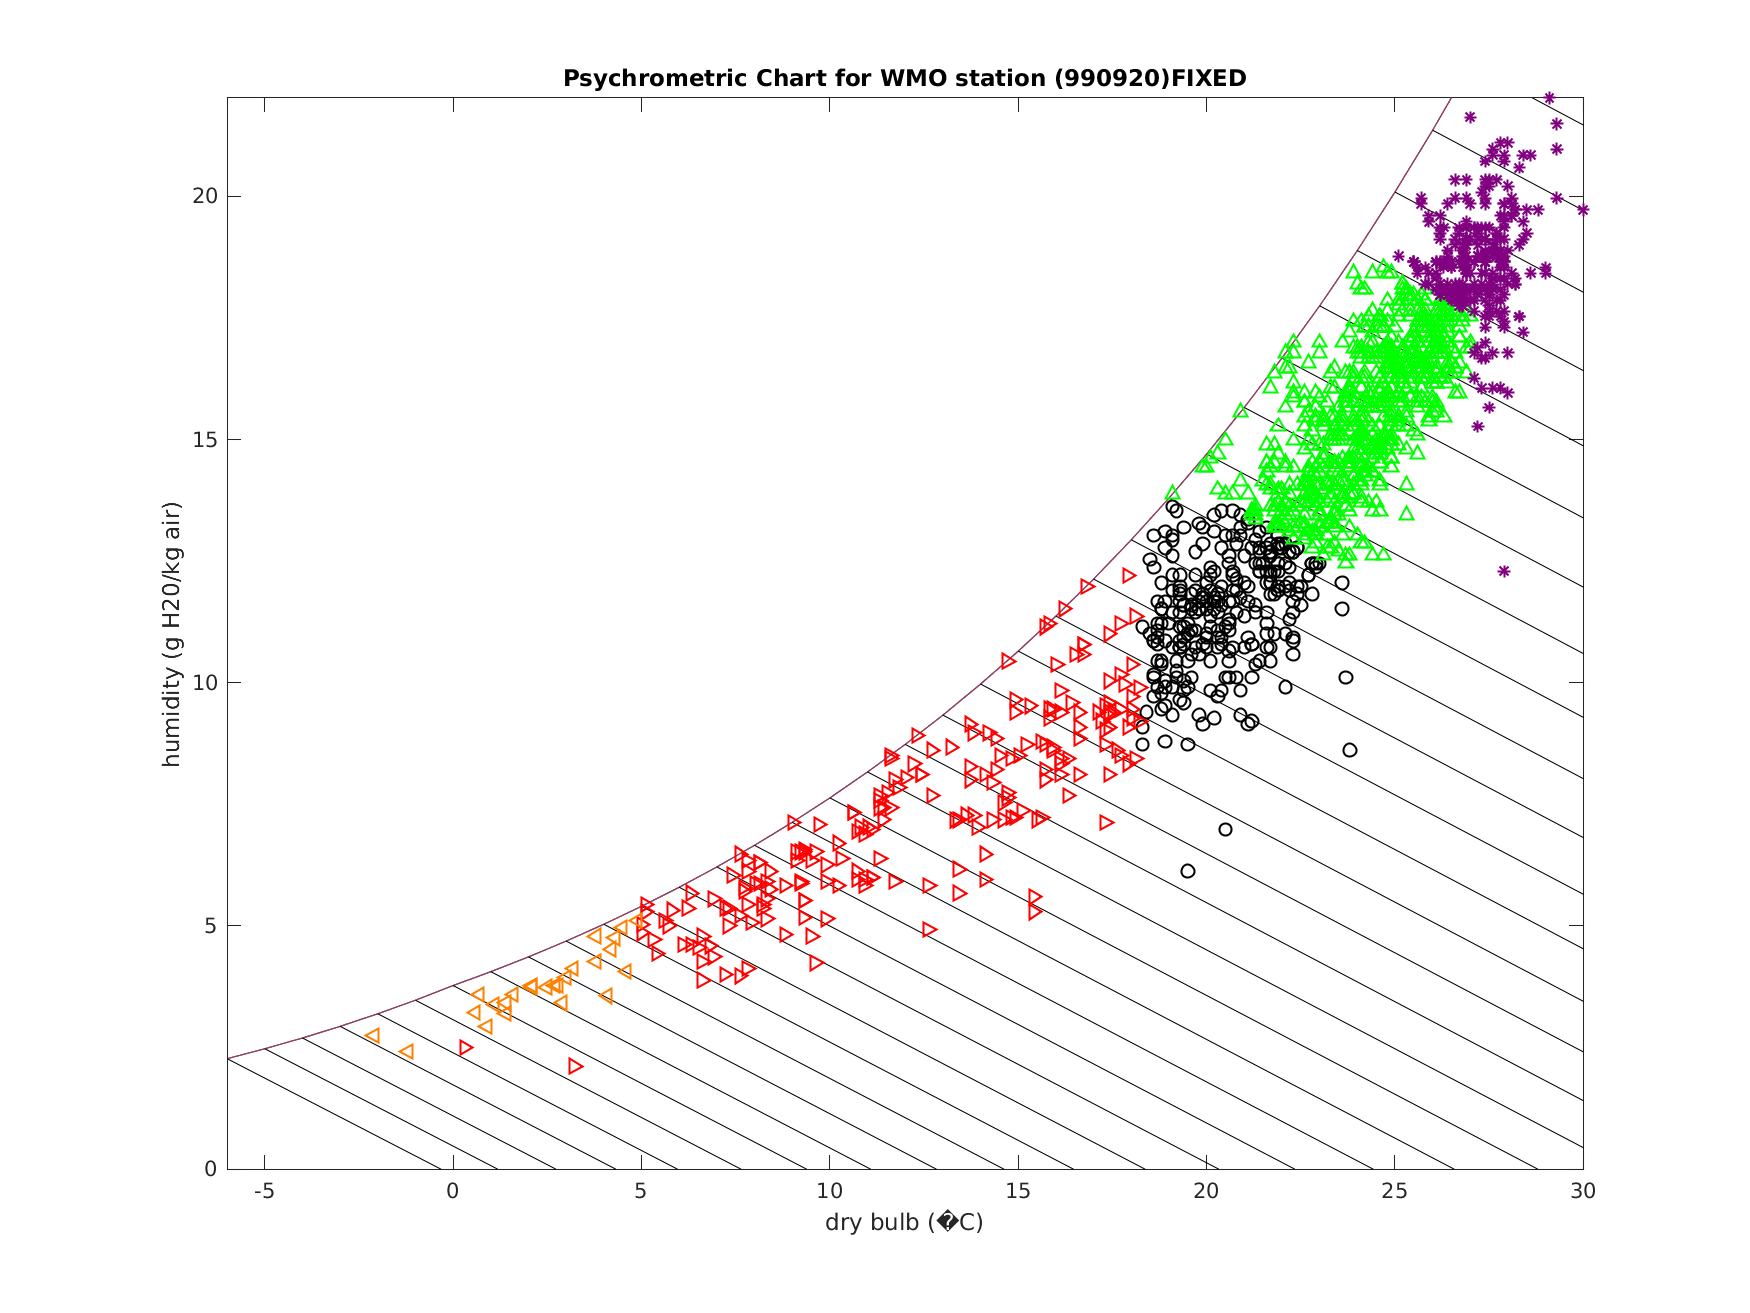 Psychrometric Chart for WMO station (990920)FIXED
20
15
10
5
0
humidity (g H20/kg air)
-5 0 5 10 15 20 25 30
dry bulb (�C)